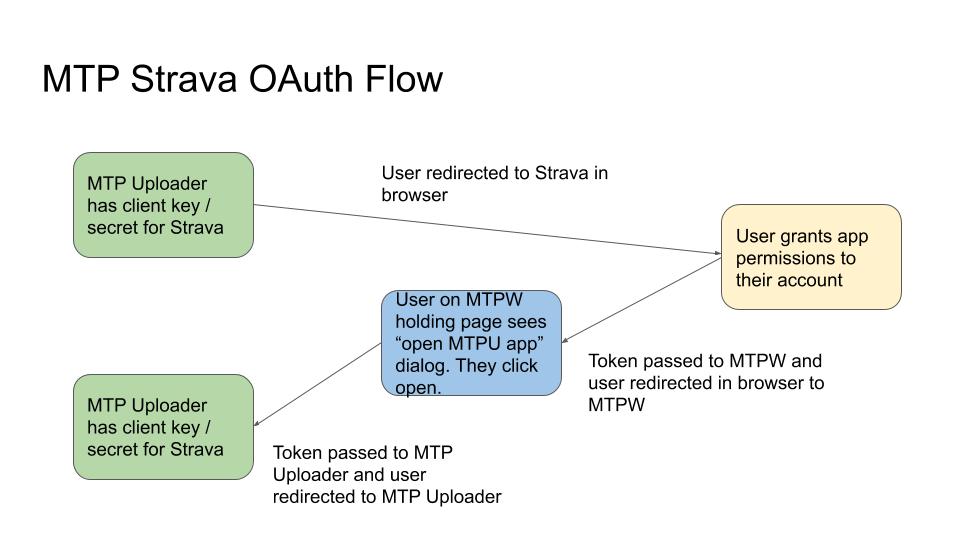 MTP Strava OAuth Flow
MTP Uploader
has client key /
secret for Strava
User redirected to Strava in
browser
User grants app
permissions to
their account
User on MTPW
holding page sees
“open MTPU app”
dialog. They click
open.
Token passed to MTPW and
user redirected in browser to
MTPW
MTP Uploader
has client key /
secret for Strava
Token passed to MTP
Uploader and user
redirected to MTP Uploader